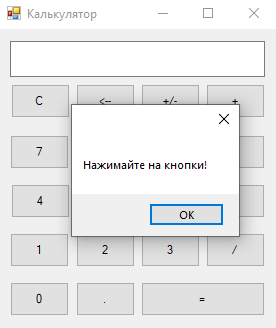 Калькулятор
C <-- +/- +
7
Нажимайте на кнопки!
4
OK
1 2 3 /
0 . =